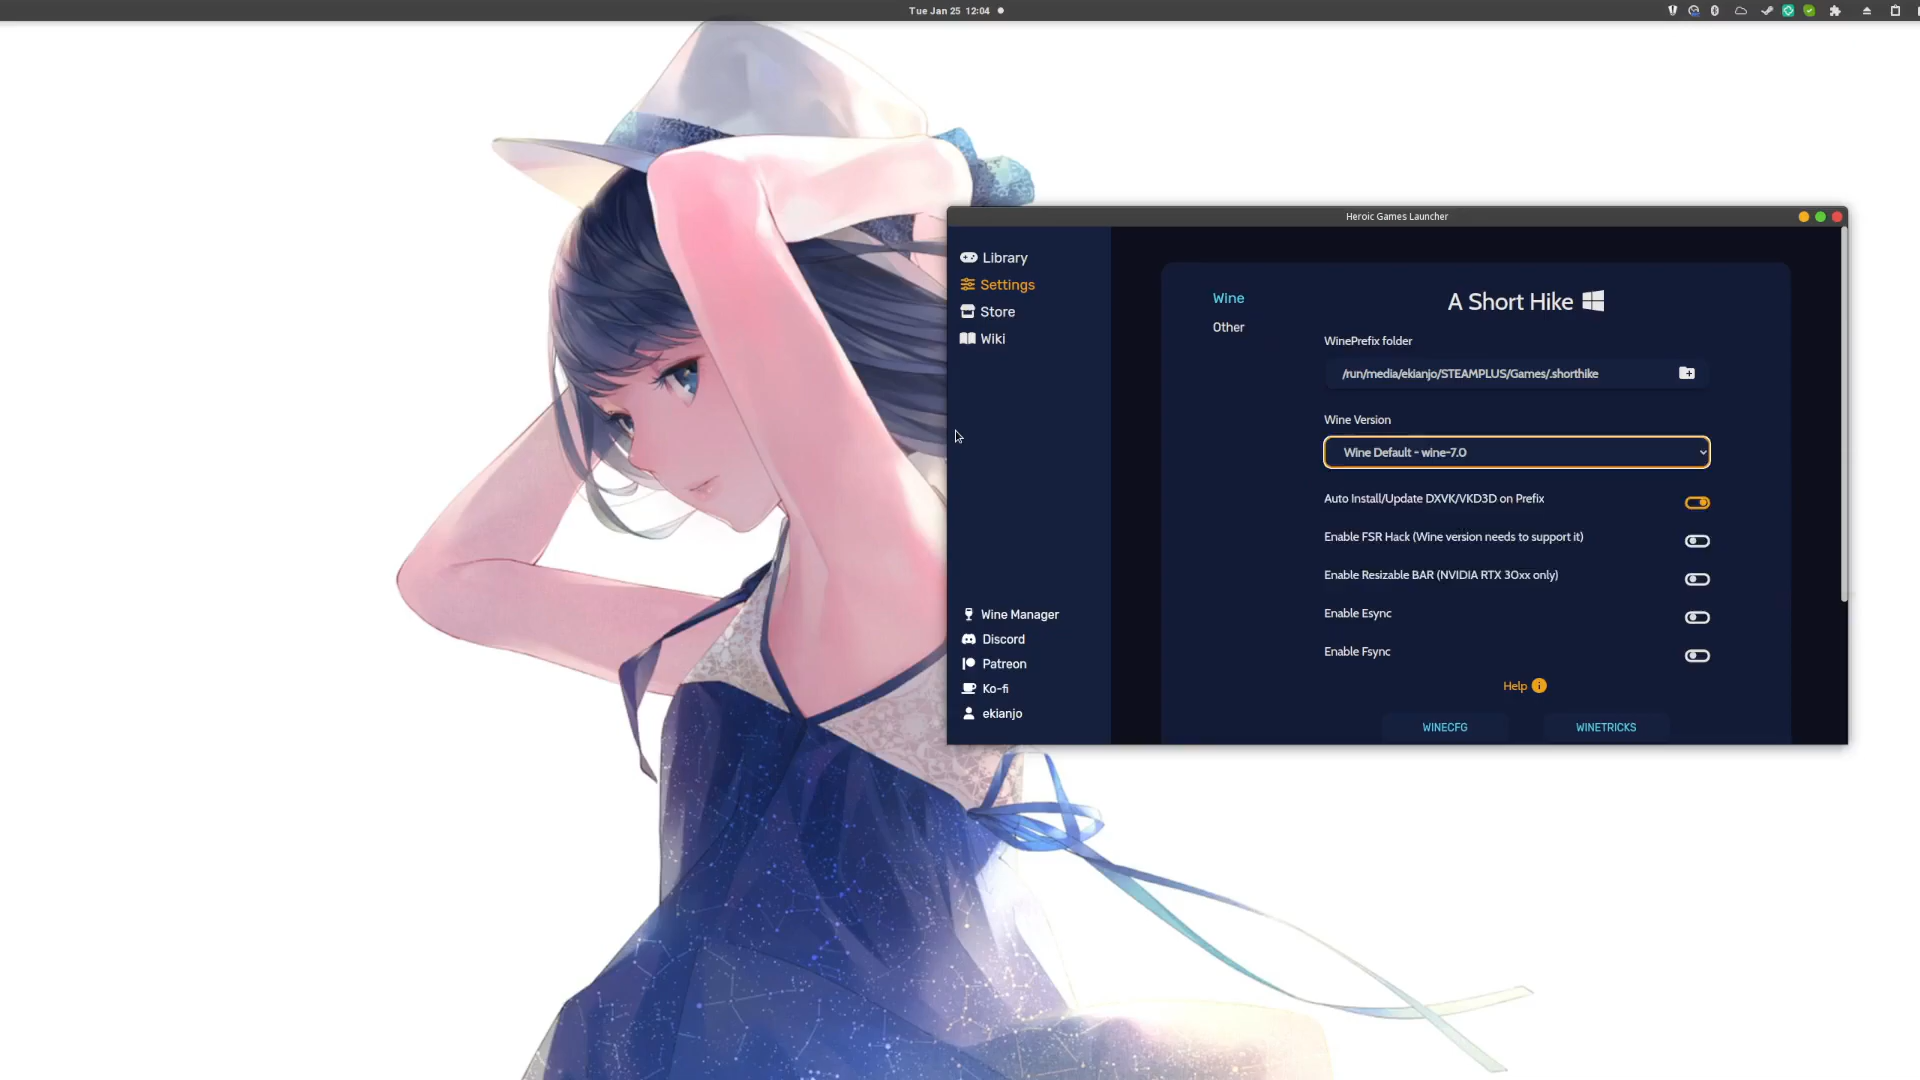 Tue Jan 25 12:04
Heroic Games Launcher
Library
Settings
Store
Wiki
Wine Manager
Discord
Patreon
Ko-fi
ekianjo
Wine
Other
A Short Hike
WinePrefix folder
/run/media/ekianjo/STEAMPLUS/Games/.shorthike
Wine Version
Wine Default - wine-7.0
Auto Install/Update DXVK/VKD3D on Prefix
Enable FSR Hack (Wine version needs to support it)
Enable Resizable BAR (NVIDIA RTX 30xx only)
Enable Esync
Enable Fsync
Help
WINECFG
WINETRICKS